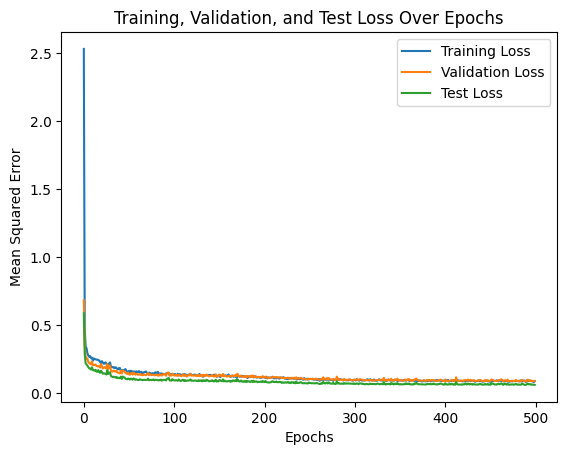 Training, Validation, and Test Loss Over Epochs
Training Loss
Validation Loss
Test Loss
Mean Squared Error
2.5
2.0
1.5
1.0
0.5
0.0
0 100 200 300 400 500
Epochs